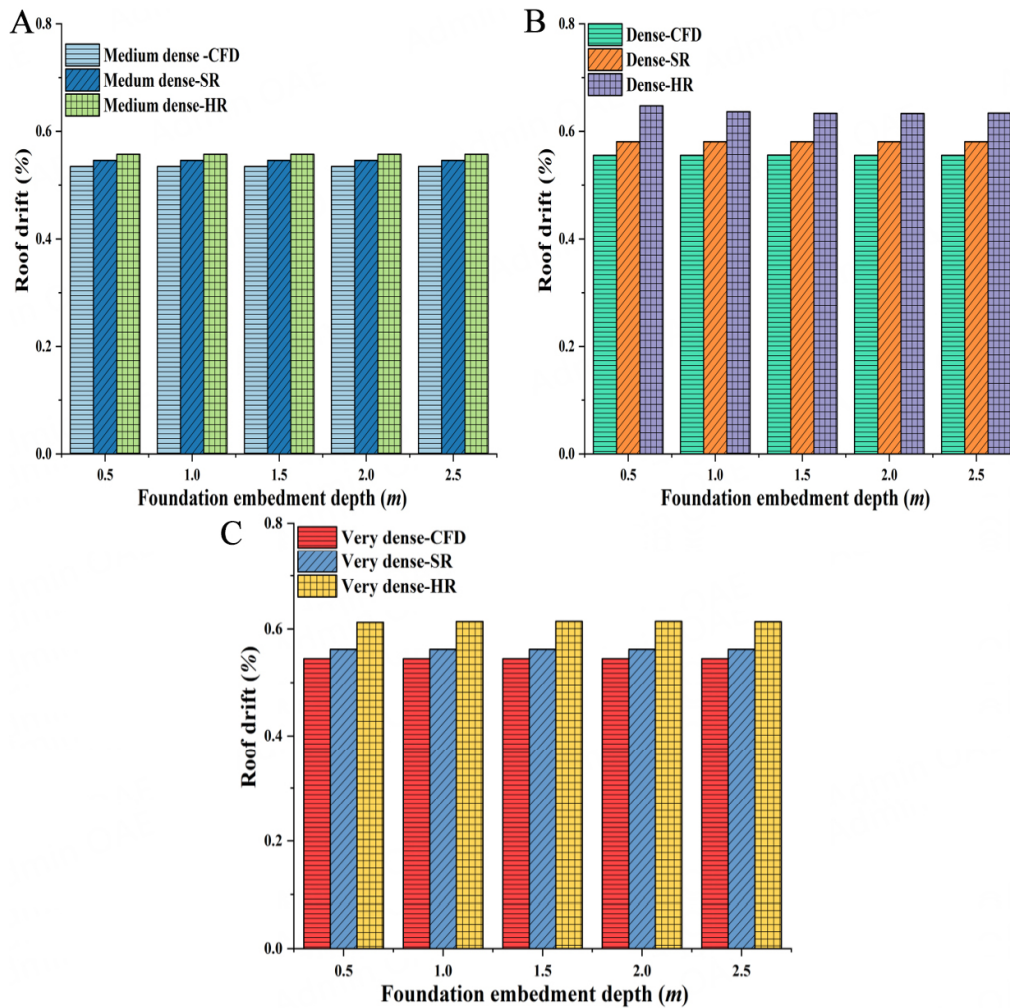 A
Medium dense -CFD
Medum dense-SR
Medium dense-HR
Roof drift (%)
0.8
0.6
0.4
0.2
0.0
0.5 1.0 1.5 2.0 2.5
Foundation embedment depth (m)
B
Dense-CFD
Dense-SR
Dense-HR
Roof drift (%)
0.8
0.6
0.4
0.2
0.0
0.5 1.0 1.5 2.0 2.5
Foundation embedment depth (m)
C
Very dense-CFD
Very dense-SR
Very dense-HR
Roof drift (%)
0.8
0.6
0.4
0.2
0.0
0.5 1.0 1.5 2.0 2.5
Foundation embedment depth (m)